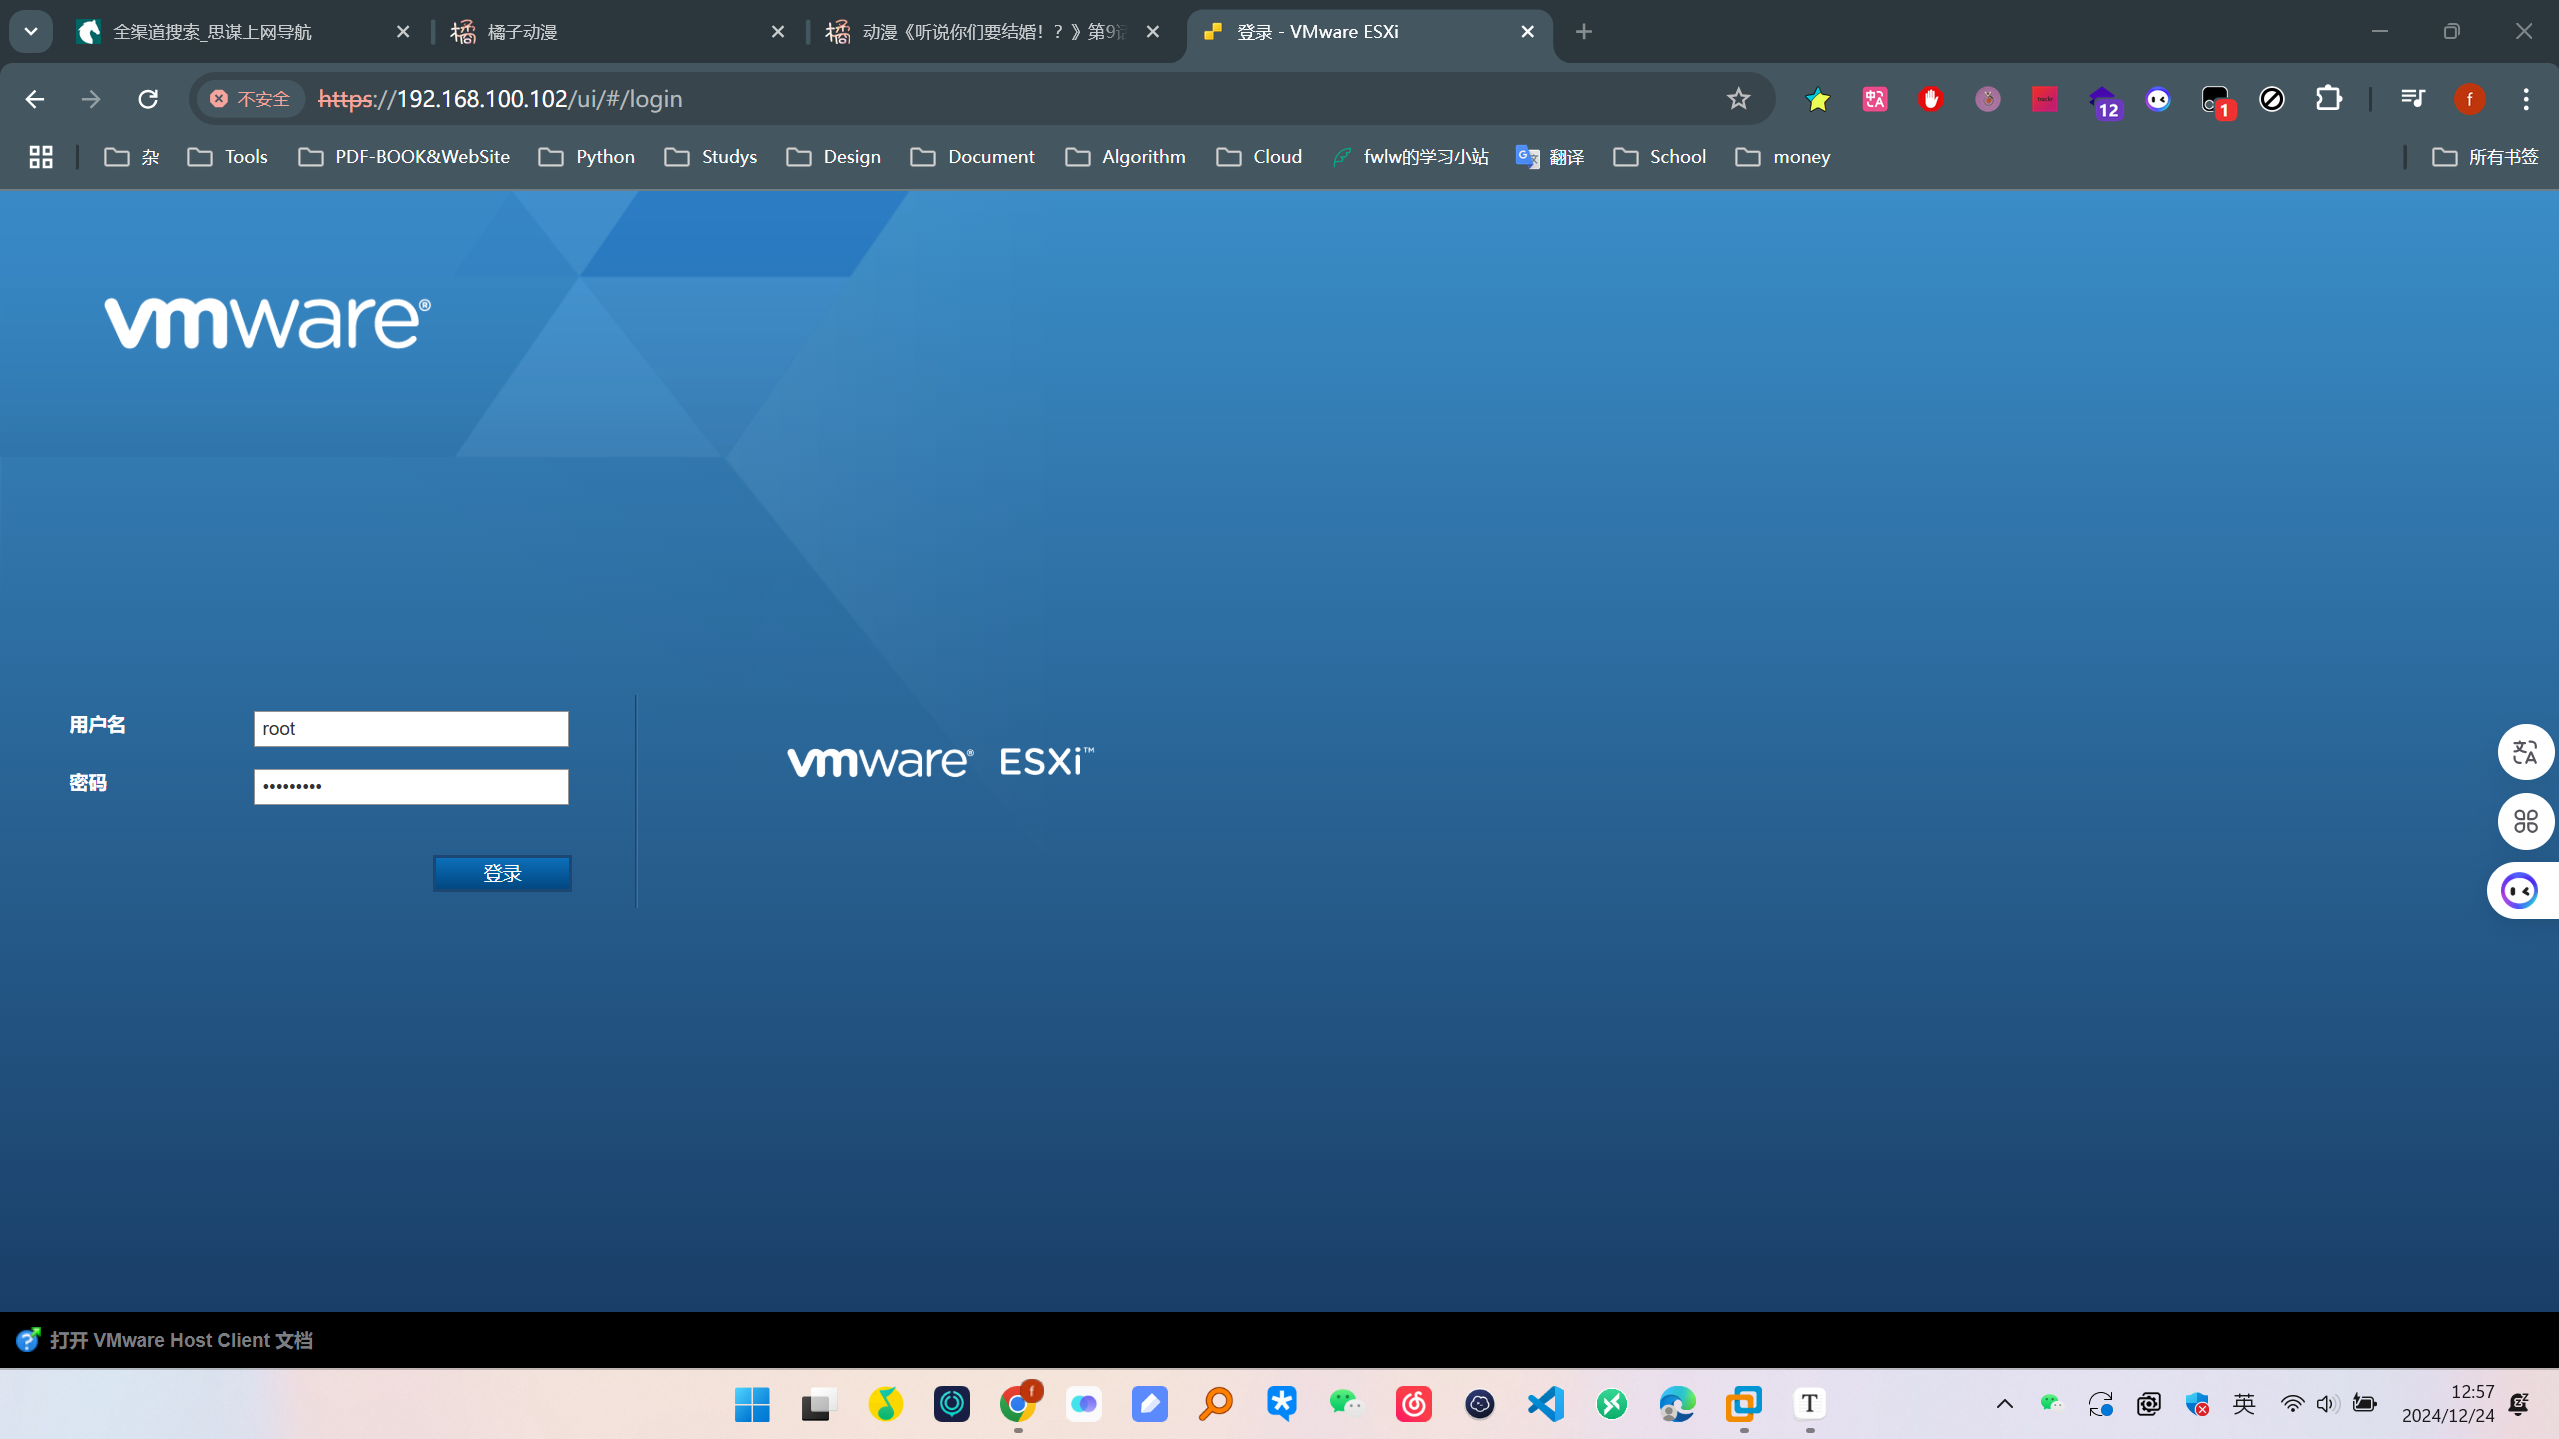 全渠道搜索_思谋上网导航
橘子动漫
动漫《听说你们要结婚！？》第9话
登录 - VMware ESXi
不安全
https://192.168.100.102/ui/#/login
12
1
f
杂
Tools
PDF-BOOK&WebSite
Python
Studys
Design
Document
Algorithm
Cloud
fwlw的学习小站
翻译
School
money
所有书签
vmware®
用户名
root
密码
•••••••••
登录
vmware® ESXi™
打开 VMware Host Client 文档
英
12:57
2024/12/24